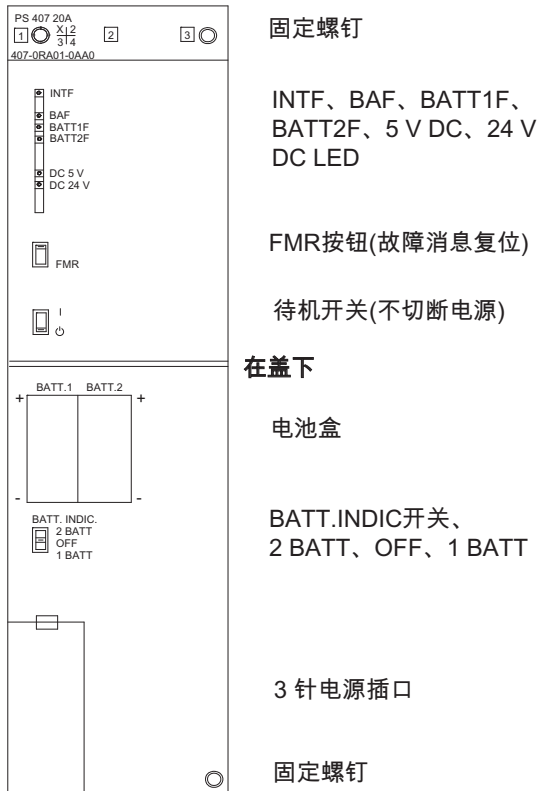 PS 407 20A
1 X 2 3 4 2 3
407-0RA01-0AA0
固定螺钉
INTF
BAF
BATT1F
BATT2F
DC 5 V
DC 24 V
INTF、BAF、BATT1F、
BATT2F、5 V DC、24 V
DC LED
FMR
FMR按钮(故障消息复位)
I
待机开关(不切断电源)
在盖下
BATT.1 BATT.2
+ +
- -
电池盒
BATT. INDIC.
2 BATT
OFF
1 BATT
BATT.INDIC开关、
2 BATT、OFF、1 BATT
3 针电源插口
固定螺钉